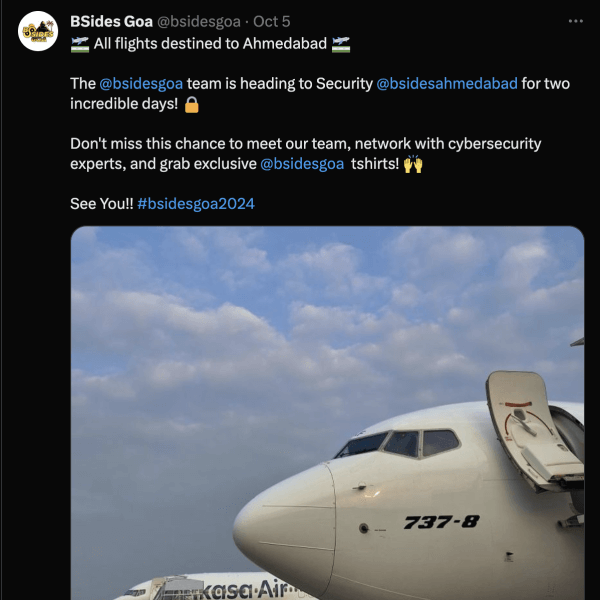 BSides Goa @bsidesgoa · Oct 5
🛫 All flights destined to Ahmedabad 🛫
The @bsidesgoa team is heading to Security @bsidesahmedabad for two
incredible days! 🔒
Don't miss this chance to meet our team, network with cybersecurity
experts, and grab exclusive @bsidesgoa tshirts! 🙌
See You!! #bsidesgoa2024
737-8
kasa Air